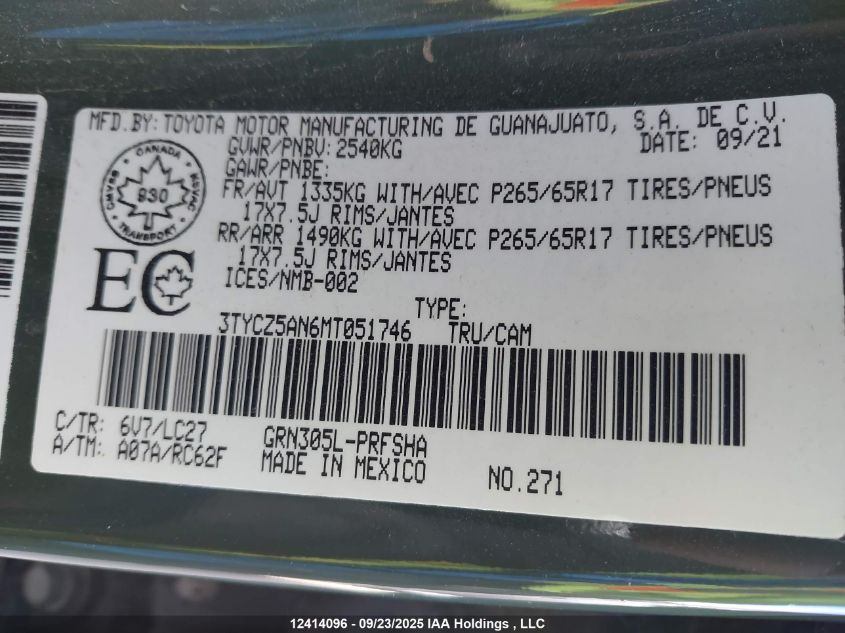 MFD.BY: TOYOTA MOTOR MANUFACTURING DE GUANAJUATO, S.A. DE C.V.
GVWR/PNBV: 2540KG DATE: 09/21
GAWR/PNBE:
FR/AVT 1335KG WITH/AVEC P265/65R17 TIRES/PNEUS
17X7.5J RIMS/JANTES
RR/ARR 1490KG WITH/AVEC P265/65R17 TIRES/PNEUS
17X7.5J RIMS/JANTES
ICES/NMB-002
CANADA
CMVSS 930 NSVAC
TRANSPORT
EC
TYPE:
3TYCZ5AN6MT051746 TRU/CAM
C/TR: 6V7/LC27 GRN305L-PRFSHA
A/TM: A07A/RC62F MADE IN MEXICO NO.271
12414096 - 09/23/2025 IAA Holdings , LLC